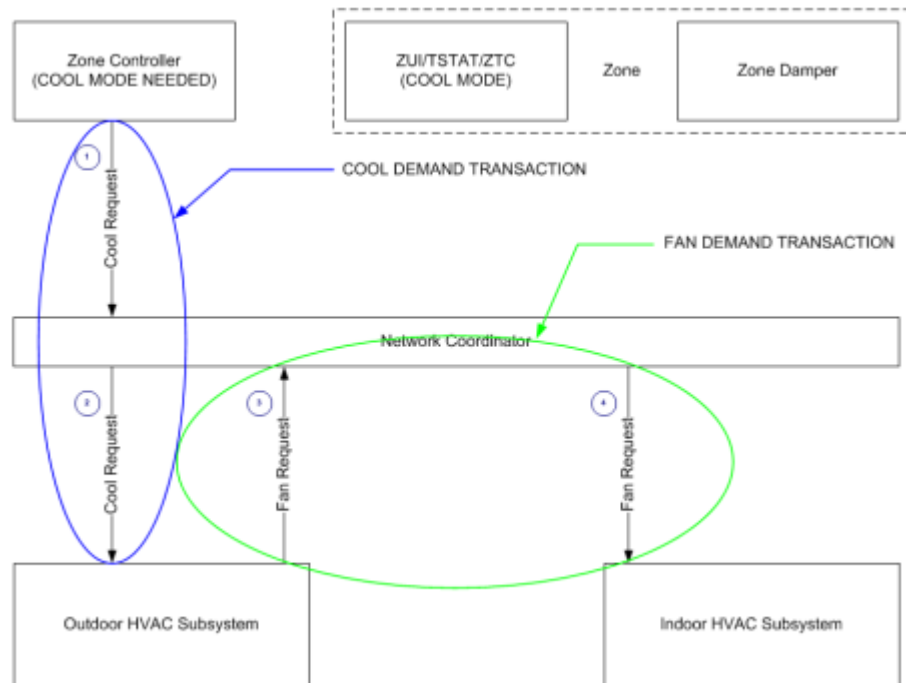 Zone Controller
(COOL MODE NEEDED)
ZUI/TSTAT/ZTC
(COOL MODE)
Zone
Zone Damper
1
Cool Request
COOL DEMAND TRANSACTION
FAN DEMAND TRANSACTION
Network Coordinator
2
Cool Request
3
Fan Request
4
Fan Request
Outdoor HVAC Subsystem
Indoor HVAC Subsystem